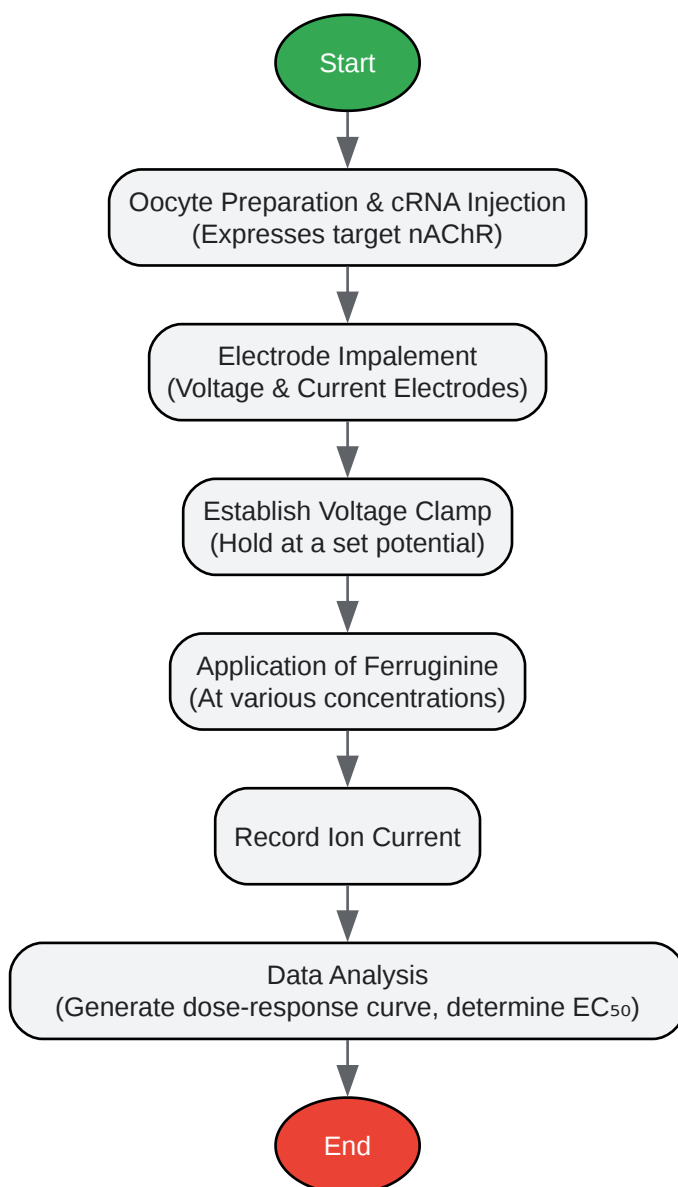 Start
Oocyte Preparation & cRNA Injection
(Expresses target nAChR)
Electrode Impalement
(Voltage & Current Electrodes)
Establish Voltage Clamp
(Hold at a set potential)
Application of Ferruginine
(At various concentrations)
Record Ion Current
Data Analysis
(Generate dose-response curve, determine EC₅₀)
End